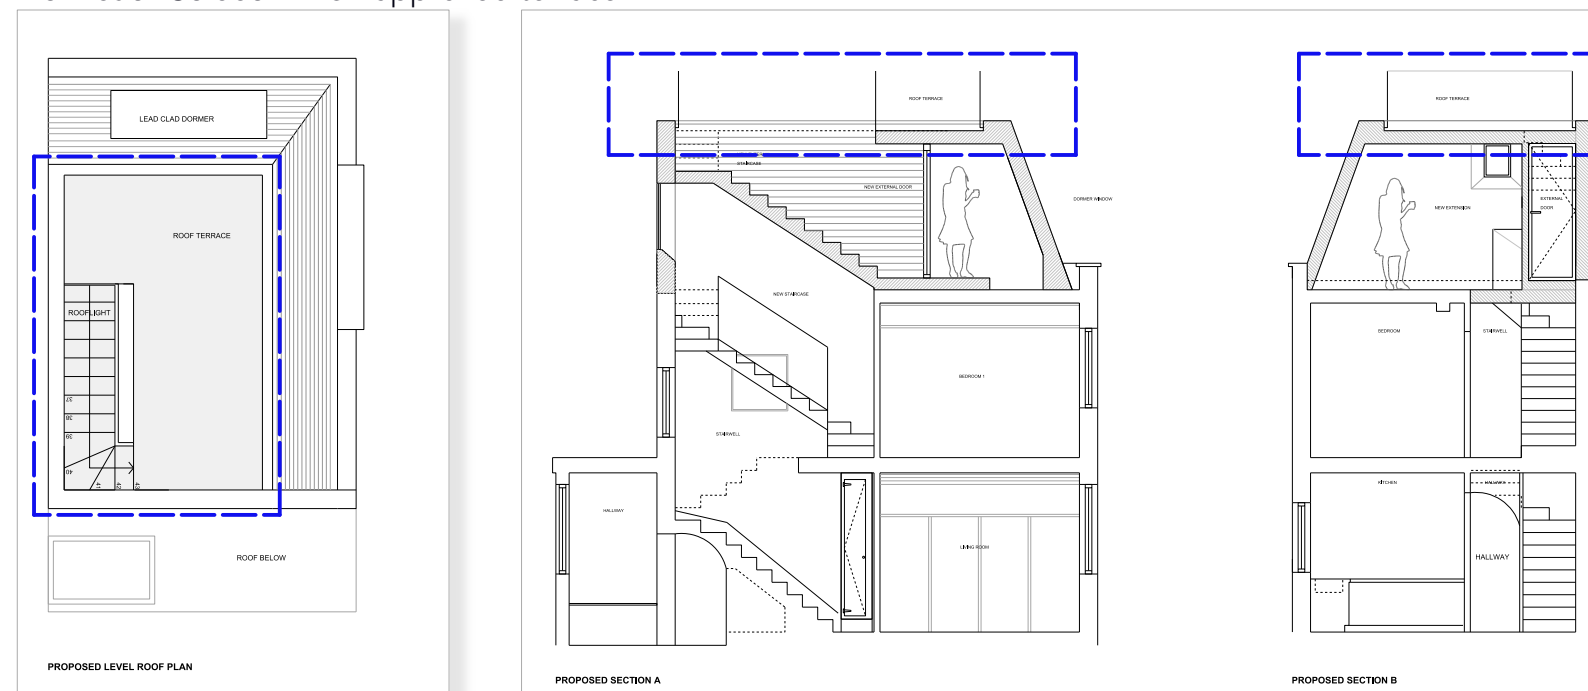 LEAD CLAD DORMER
ROOF TERRACE
ROOFLIGHT
37
38
39
40
41
42
43
ROOF BELOW
PROPOSED LEVEL ROOF PLAN
ROOF TERRACE
STAIRCASE
NEW EXTERNAL DOOR
DORMER WINDOW
NEW STAIRCASE
BEDROOM 1
STAIRWELL
HALLWAY
LIVING ROOM
PROPOSED SECTION A
ROOF TERRACE
EXTERNAL
DOOR
NEW EXTENSION
BEDROOM
STAIRWELL
KITCHEN
HALLWAY
HALLWAY
PROPOSED SECTION B